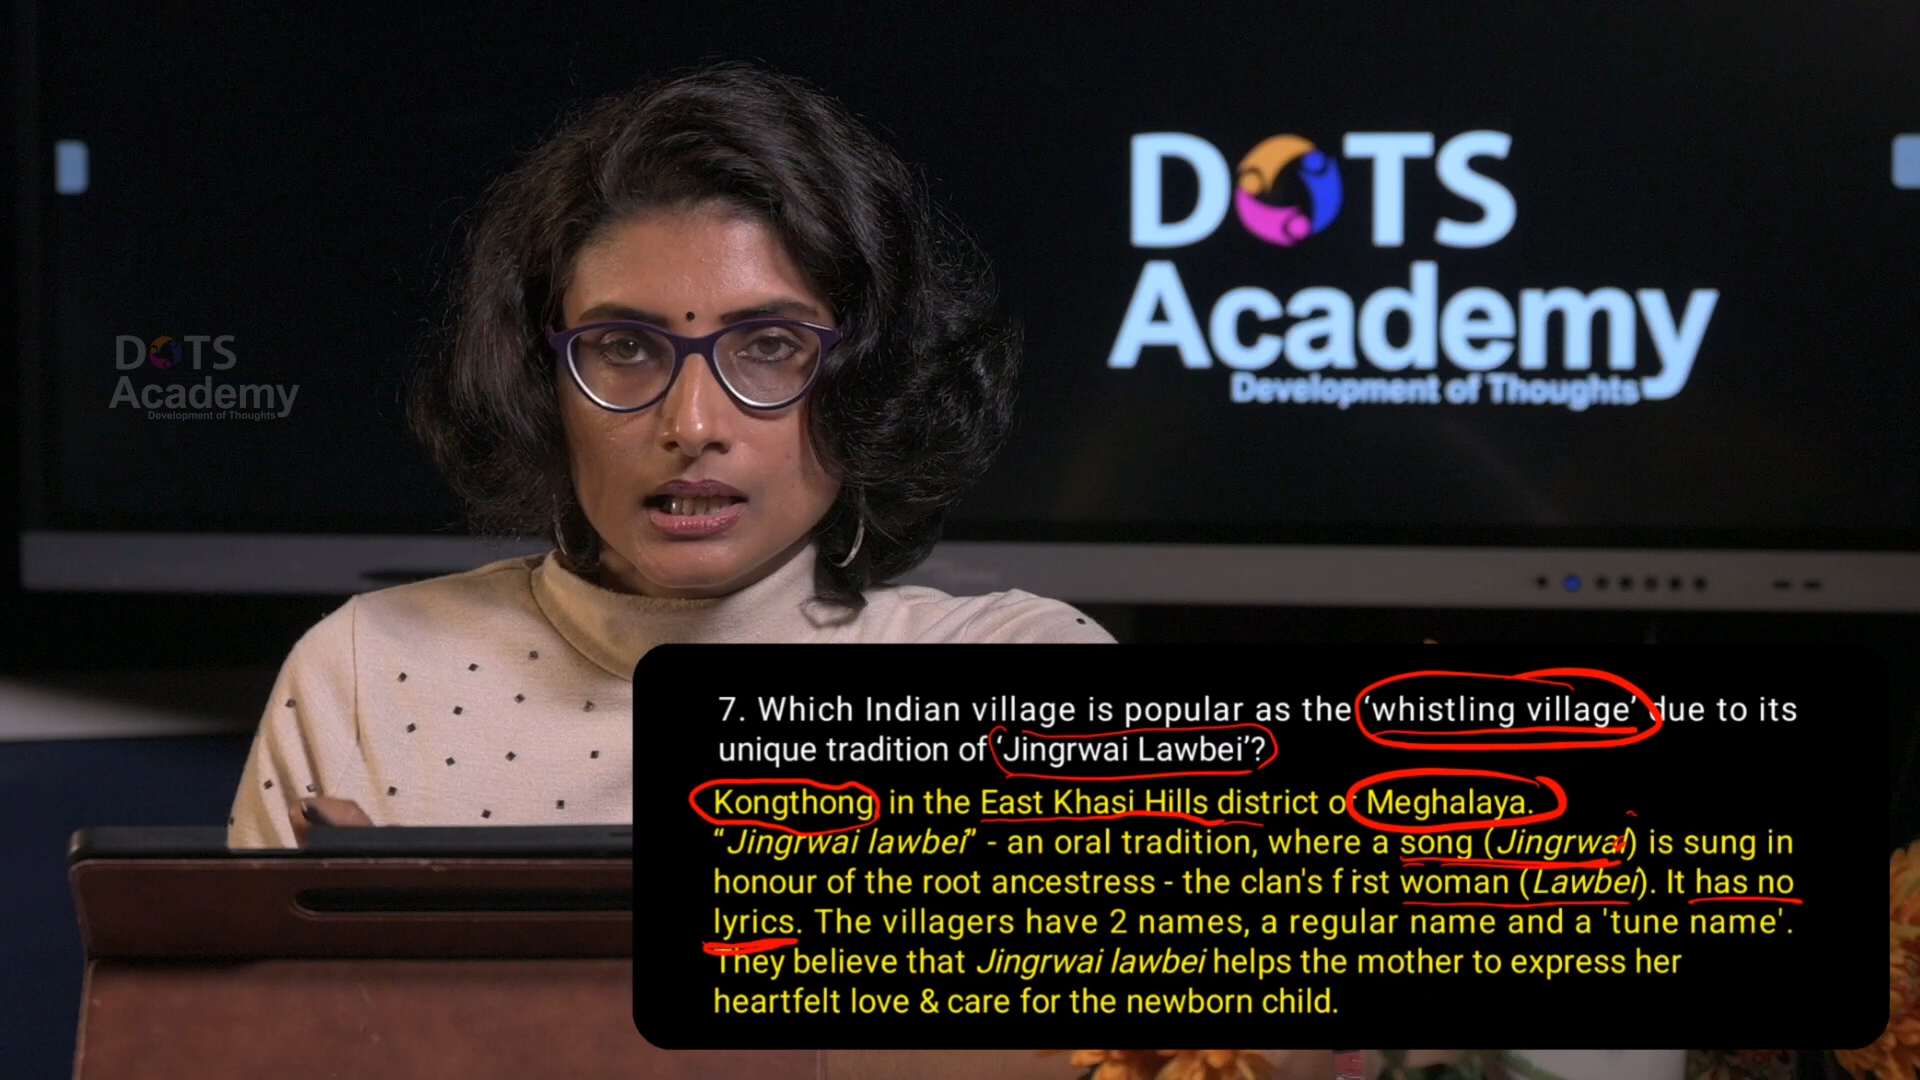 DOTS
Academy
Development of Thoughts
DOTS
Academy
Development of Thoughts
7. Which Indian village is popular as the ‘whistling village’ due to its
unique tradition of ‘Jingrwai Lawbei’?
Kongthong in the East Khasi Hills district of Meghalaya.
“Jingrwai lawbei” - an oral tradition, where a song (Jingrwai) is sung in
honour of the root ancestress - the clan's first woman (Lawbei). It has no
lyrics. The villagers have 2 names, a regular name and a 'tune name'.
They believe that Jingrwai lawbei helps the mother to express her
heartfelt love & care for the newborn child.